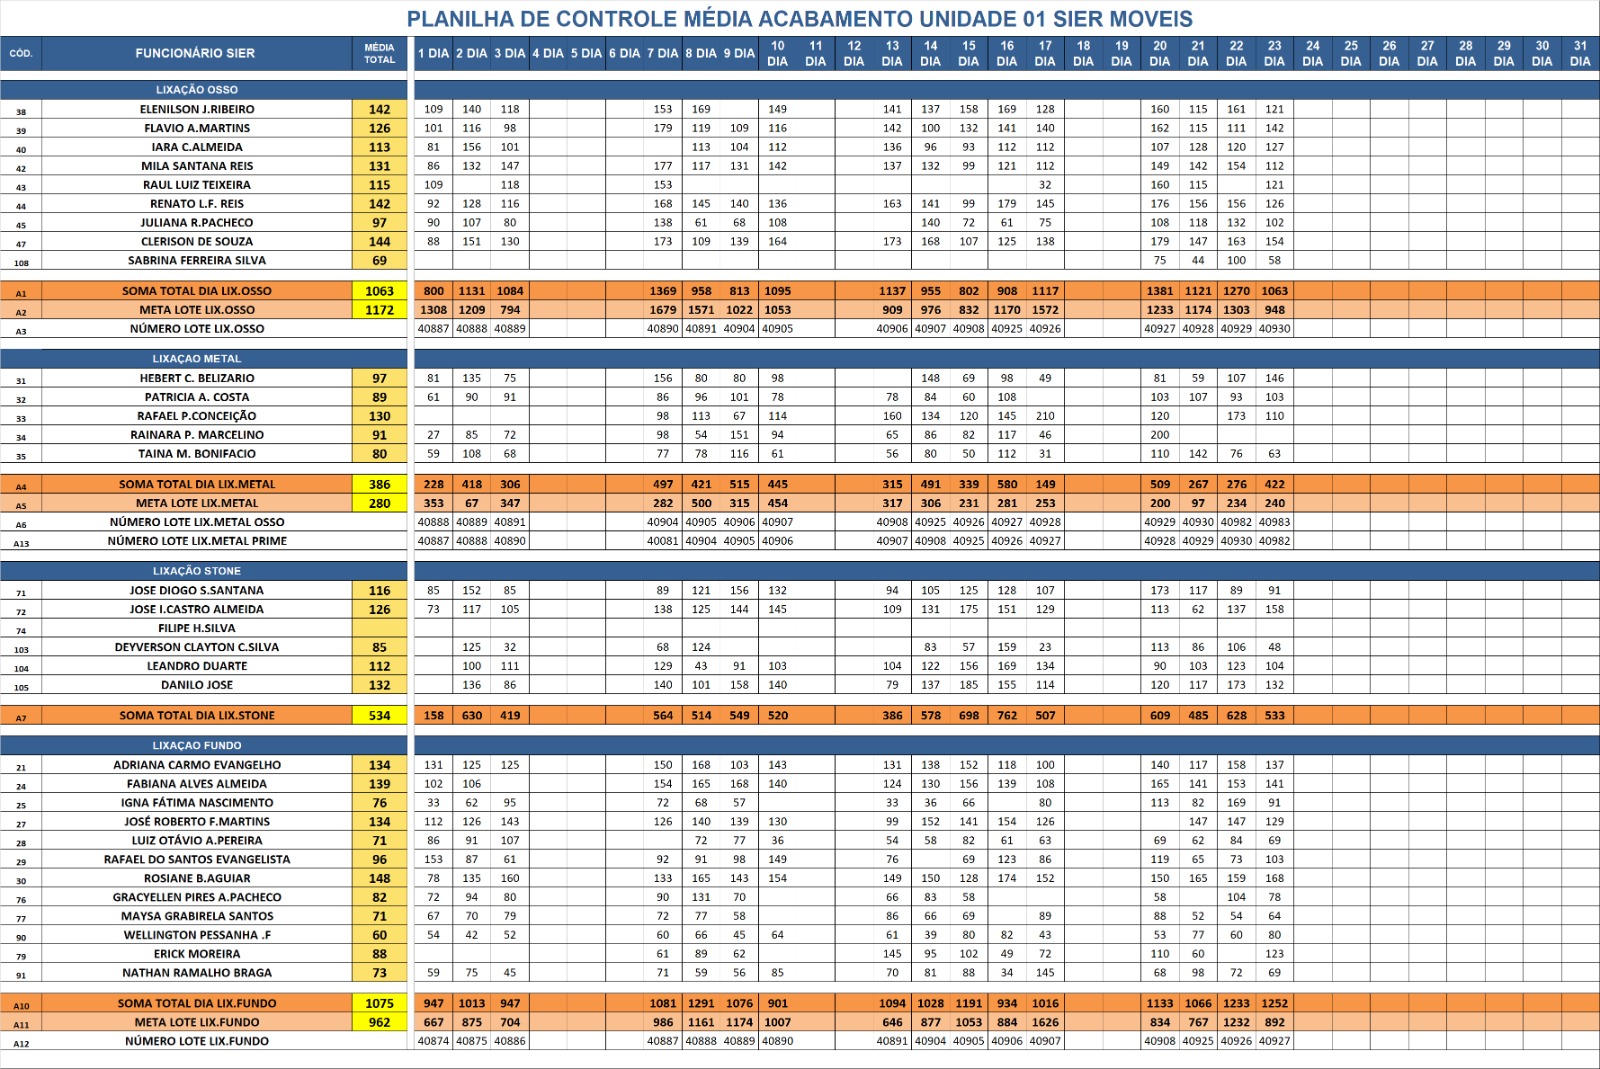 PLANILHA DE CONTROLE MÉDIA ACABAMENTO UNIDADE 01 SIER MOVEIS
CÓD. FUNCIONÁRIO SIER MÉDIA TOTAL 1 DIA 2 DIA 3 DIA 4 DIA 5 DIA 6 DIA 7 DIA 8 DIA 9 DIA 10 DIA 11 DIA 12 DIA 13 DIA 14 DIA 15 DIA 16 DIA 17 DIA 18 DIA 19 DIA 20 DIA 21 DIA 22 DIA 23 DIA 24 DIA 25 DIA 26 DIA 27 DIA 28 DIA 29 DIA 30 DIA 31 DIA
LIXAÇÃO OSSO
38 ELENILSON J.RIBEIRO 142 109 140 118 153 169 149 141 137 158 169 128 160 115 161 121
39 FLAVIO A.MARTINS 126 101 116 98 179 119 109 116 142 100 132 141 140 162 115 111 142
40 IARA C.ALMEIDA 113 81 156 101 113 104 112 136 96 93 112 112 107 128 120 127
42 MILA SANTANA REIS 131 86 132 147 177 117 131 142 137 132 99 121 112 149 142 154 112
43 RAUL LUIZ TEIXEIRA 115 109 118 153 32 160 115 121
44 RENATO L.F. REIS 142 92 128 116 168 145 140 136 163 141 99 179 145 176 156 156 126
45 JULIANA R.PACHECO 97 90 107 80 138 61 68 108 140 72 61 75 108 118 132 102
47 CLERISON DE SOUZA 144 88 151 130 173 109 139 164 173 168 107 125 138 179 147 163 154
108 SABRINA FERREIRA SILVA 69 75 44 100 58
A1 SOMA TOTAL DIA LIX.OSSO 1063 800 1131 1084 1369 958 813 1095 1137 955 802 908 1117 1381 1121 1270 1063
A2 META LOTE LIX.OSSO 1172 1308 1209 794 1679 1571 1022 1053 909 976 832 1170 1572 1233 1174 1303 948
A3 NÚMERO LOTE LIX.OSSO 40887 40888 40889 40890 40891 40904 40905 40906 40907 40908 40925 40926 40927 40928 40929 40930
LIXAÇAO METAL
31 HEBERT C. BELIZARIO 97 81 135 75 156 80 80 98 148 69 98 49 81 59 107 146
32 PATRICIA A. COSTA 89 61 90 91 86 96 101 78 78 84 60 108 103 107 93 103
33 RAFAEL P.CONCEIÇÃO 130 98 113 67 114 160 134 120 145 210 120 173 110
34 RAINARA P. MARCELINO 91 27 85 72 98 54 151 94 65 86 82 117 46 200
35 TAINA M. BONIFACIO 80 59 108 68 77 78 116 61 56 80 50 112 31 110 142 76 63
A4 SOMA TOTAL DIA LIX.METAL 386 228 418 306 497 421 515 445 315 491 339 580 149 509 267 276 422
A5 META LOTE LIX.METAL 280 353 67 347 282 500 315 454 317 306 231 281 253 200 97 234 240
A6 NÚMERO LOTE LIX.METAL OSSO 40888 40889 40891 40904 40905 40906 40907 40908 40925 40926 40927 40928 40929 40930 40982 40983
A13 NÚMERO LOTE LIX.METAL PRIME 40887 40888 40890 40081 40904 40905 40906 40907 40908 40925 40926 40927 40928 40929 40930 40982
LIXAÇÃO STONE
71 JOSE DIOGO S.SANTANA 116 85 152 85 89 121 156 132 94 105 125 128 107 173 117 89 91
72 JOSE I.CASTRO ALMEIDA 126 73 117 105 138 125 144 145 109 131 175 151 129 113 62 137 158
74 FILIPE H.SILVA
103 DEYVERSON CLAYTON C.SILVA 85 125 32 68 124 83 57 159 23 113 86 106 48
104 LEANDRO DUARTE 112 100 111 129 43 91 103 104 122 156 169 134 90 103 123 104
105 DANILO JOSE 132 136 86 140 101 158 140 79 137 185 155 114 120 117 173 132
A7 SOMA TOTAL DIA LIX.STONE 534 158 630 419 564 514 549 520 386 578 698 762 507 609 485 628 533
LIXAÇAO FUNDO
21 ADRIANA CARMO EVANGELHO 134 131 125 125 150 168 103 143 131 138 152 118 100 140 117 158 137
24 FABIANA ALVES ALMEIDA 139 102 106 154 165 168 140 124 130 156 139 108 165 141 153 141
25 IGNA FÁTIMA NASCIMENTO 76 33 62 95 72 68 57 33 36 66 80 113 82 169 91
27 JOSÉ ROBERTO F.MARTINS 134 112 126 143 126 140 139 130 99 152 141 154 126 147 147 129
28 LUIZ OTÁVIO A.PEREIRA 71 86 91 107 72 77 36 54 58 82 61 63 69 62 84 69
29 RAFAEL DO SANTOS EVANGELISTA 96 153 87 61 92 91 98 149 76 69 123 86 119 65 73 103
30 ROSIANE B.AGUIAR 148 78 135 160 133 165 143 154 149 150 128 174 152 150 165 159 168
76 GRACYELLEN PIRES A.PACHECO 82 72 94 80 90 131 70 66 83 58 58 104 78
77 MAYSA GRABIRELA SANTOS 71 67 70 79 72 77 58 86 66 69 89 88 52 54 64
90 WELLINGTON PESSANHA .F 60 54 42 52 60 66 45 64 61 39 80 82 43 53 77 60 80
79 ERICK MOREIRA 88 61 89 62 145 95 102 49 72 110 60 123
91 NATHAN RAMALHO BRAGA 73 59 75 45 71 59 56 85 70 81 88 34 145 68 98 72 69
A10 SOMA TOTAL DIA LIX.FUNDO 1075 947 1013 947 1081 1291 1076 901 1094 1028 1191 934 1016 1133 1066 1233 1252
A11 META LOTE LIX.FUNDO 962 667 875 704 986 1161 1174 1007 646 877 1053 884 1626 834 767 1232 892
A12 NÚMERO LOTE LIX.FUNDO 40874 40875 40886 40887 40888 40889 40890 40891 40904 40905 40906 40907 40908 40925 40926 40927